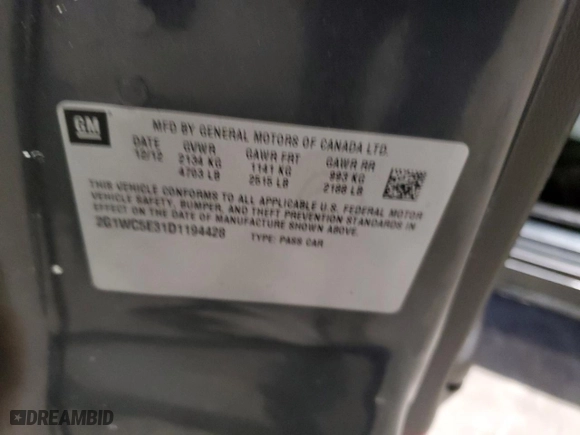 GM
MFD BY GENERAL MOTORS OF CANADA LTD.
DATE GVWR GAWR FRT GAWR RR
10/12 2134 KG 1141 KG 993 KG
4703 LB 2515 LB 2188 LB
THIS VEHICLE CONFORMS TO ALL APPLICABLE U.S. FEDERAL MOTOR
VEHICLE SAFETY, BUMPER, AND THEFT PREVENTION STANDARDS IN
EFFECT ON THE DATE OF MANUFACTURE SHOWN ABOVE.
2G1WC5E31D1194428 TYPE: PASS CAR
DREAMBID